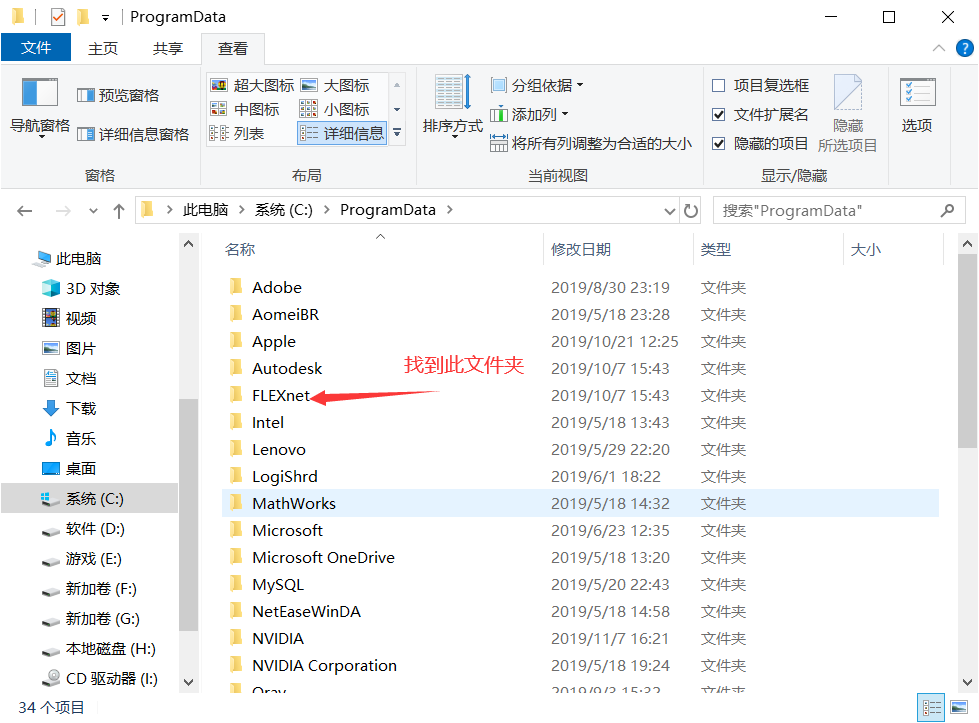 ProgramData
文件 主页 共享 查看
导航窗格
预览窗格
详细信息窗格
窗格
超大图标 大图标
中图标 小图标
列表 详细信息
布局
排序方式
分组依据
添加列
将所有列调整为合适的大小
当前视图
项目复选框
文件扩展名
隐藏的项目
隐藏
所选项目
显示/隐藏
选项
此电脑 系统 (C:) ProgramData
搜索"ProgramData"
此电脑
3D 对象
视频
图片
文档
下载
音乐
桌面
系统 (C:)
软件 (D:)
游戏 (E:)
新加卷 (F:)
新加卷 (G:)
本地磁盘 (H:)
CD 驱动器 (I:)
名称 修改日期 类型 大小
Adobe 2019/8/30 23:19 文件夹
AomeiBR 2019/5/18 23:28 文件夹
Apple 2019/10/21 12:25 文件夹
Autodesk 2019/10/7 15:43 文件夹
找到此文件夹
FLEXnet 2019/10/7 15:43 文件夹
Intel 2019/5/18 13:43 文件夹
Lenovo 2019/5/29 22:20 文件夹
LogiShrd 2019/6/1 18:22 文件夹
MathWorks 2019/5/18 14:32 文件夹
Microsoft 2019/6/23 12:35 文件夹
Microsoft OneDrive 2019/5/18 13:20 文件夹
MySQL 2019/5/20 22:43 文件夹
NetEaseWinDA 2019/5/18 14:58 文件夹
NVIDIA 2019/11/7 16:21 文件夹
NVIDIA Corporation 2019/5/18 19:24 文件夹
Oray 2019/9/3 15:32 文件夹
34 个项目